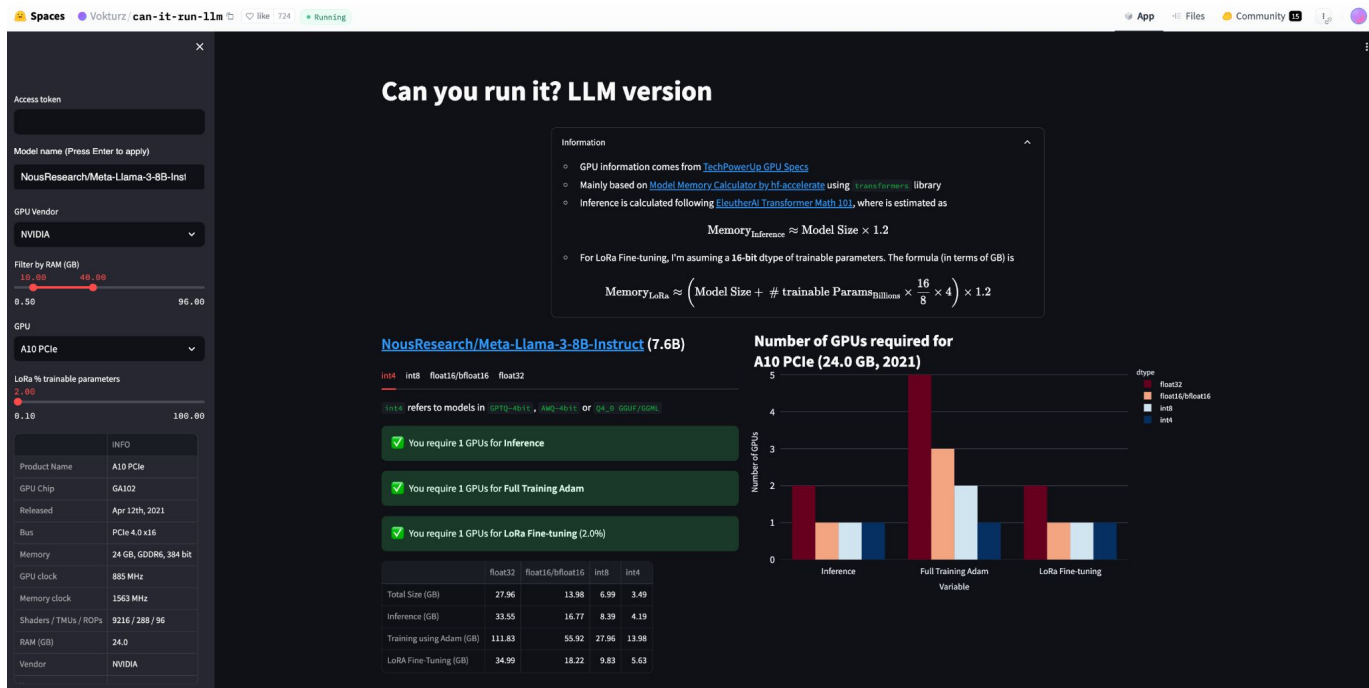 🤗 Spaces Vokturz/can-it-run-llm like 724 Running
App Files Community 15
×
Access token
Model name (Press Enter to apply)
NousResearch/Meta-Llama-3-8B-Inst
GPU Vendor
NVIDIA
Filter by RAM (GB)
10.00 40.00
0.50 96.00
GPU
A10 PCIe
LoRa % trainable parameters
2.00
0.10 100.00
INFO
Product Name A10 PCIe
GPU Chip GA102
Released Apr 12th, 2021
Bus PCIe 4.0 x16
Memory 24 GB, GDDR6, 384 bit
GPU clock 885 MHz
Memory clock 1563 MHz
Shaders / TMUs / ROPs 9216 / 288 / 96
RAM (GB) 24.0
Vendor NVIDIA
Can you run it? LLM version
Information
GPU information comes from TechPowerUp GPU Specs
Mainly based on Model Memory Calculator by hf-accelerate using transformers library
Inference is calculated following EleutherAI Transformer Math 101, where is estimated as
Memory_Inference ≈ Model Size × 1.2
For LoRa Fine-tuning, I'm asuming a 16-bit dtype of trainable parameters. The formula (in terms of GB) is
Memory_LoRa ≈ (Model Size + # trainable Params_Billions × 16/8 × 4) × 1.2
NousResearch/Meta-Llama-3-8B-Instruct (7.6B)
int4 int8 float16/bfloat16 float32
int4 refers to models in GPTQ-4bit, AWQ-4bit or Q4_0 GGUF/GGML
✅ You require 1 GPUs for Inference
✅ You require 1 GPUs for Full Training Adam
✅ You require 1 GPUs for LoRa Fine-tuning (2.0%)
float32 float16/bfloat16 int8 int4
Total Size (GB) 27.96 13.98 6.99 3.49
Inference (GB) 33.55 16.77 8.39 4.19
Training using Adam (GB) 111.83 55.92 27.96 13.98
LoRA Fine-Tuning (GB) 34.99 18.22 9.83 5.63
Number of GPUs required for
A10 PCIe (24.0 GB, 2021)
5
4
3
2
1
0
Number of GPUs
Inference Full Training Adam LoRa Fine-tuning
Variable
dtype
float32
float16/bfloat16
int8
int4